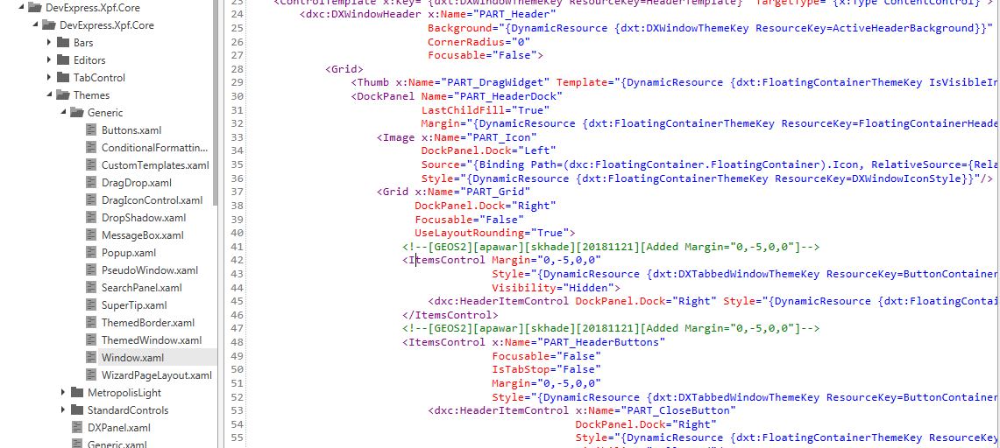 DevExpress.Xpf.Core
DevExpress.Xpf.Core
Bars
Editors
TabControl
Themes
Generic
Buttons.xaml
ConditionalFormattin...
CustomTemplates.xaml
DragDrop.xaml
DragIconControl.xaml
DropShadow.xaml
MessageBox.xaml
Popup.xaml
PseudoWindow.xaml
SearchPanel.xaml
SuperTip.xaml
ThemedBorder.xaml
ThemedWindow.xaml
Window.xaml
WizardPageLayout.xaml
MetropolisLight
StandardControls
DXPanel.xaml
Generic.xaml
23 <ControlTemplate x:Key="{dxt:DXWindowThemeKey ResourceKey=HeaderTemplate}" TargetType="{x:Type ContentControl}">
24 <dxc:DXWindowHeader x:Name="PART_Header"
25 Background="{DynamicResource {dxt:DXWindowThemeKey ResourceKey=ActiveHeaderBackground}}"
26 CornerRadius="0"
27 Focusable="False">
28 <Grid>
29 <Thumb x:Name="PART_DragWidget" Template="{DynamicResource {dxt:FloatingContainerThemeKey IsVisibleIn
30 <DockPanel Name="PART_HeaderDock"
31 LastChildFill="True"
32 Margin="{DynamicResource {dxt:FloatingContainerThemeKey ResourceKey=FloatingContainerHeade
33 <Image x:Name="PART_Icon"
34 DockPanel.Dock="Left"
35 Source="{Binding Path=(dxc:FloatingContainer.FloatingContainer).Icon, RelativeSource={Rela
36 Style="{DynamicResource {dxt:FloatingContainerThemeKey ResourceKey=DXWindowIconStyle}}"/>
37 <Grid x:Name="PART_Grid"
38 DockPanel.Dock="Right"
39 Focusable="False"
40 UseLayoutRounding="True">
41 <!--[GEOS2][apawar][skhade][20181121][Added Margin="0,-5,0,0"]-->
42 <ItemsControl Margin="0,-5,0,0"
43 Style="{DynamicResource {dxt:DXTabbedWindowThemeKey ResourceKey=ButtonContainer
44 Visibility="Hidden">
45 <dxc:HeaderItemControl DockPanel.Dock="Right" Style="{DynamicResource {dxt:FloatingContai
46 </ItemsControl>
47 <!--[GEOS2][apawar][skhade][20181121][Added Margin="0,-5,0,0"]-->
48 <ItemsControl x:Name="PART_HeaderButtons"
49 Focusable="False"
50 IsTabStop="False"
51 Margin="0,-5,0,0"
52 Style="{DynamicResource {dxt:DXTabbedWindowThemeKey ResourceKey=ButtonContainer
53 <dxc:HeaderItemControl x:Name="PART_CloseButton"
54 DockPanel.Dock="Right"
55 Style="{DynamicResource {dxt:FloatingContainerThemeKey ResourceKey